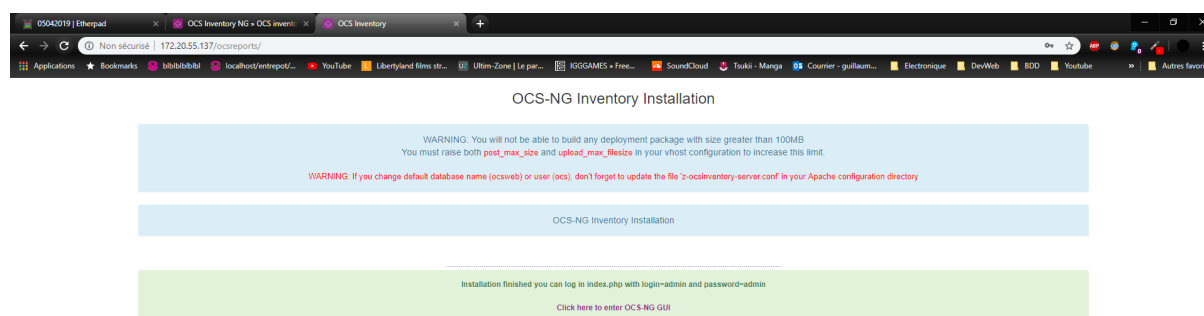 05042019 | Etherpad
OCS Inventory NG » OCS invento
OCS Inventory
Non sécurisé | 172.20.55.137/ocsreports/
Applications
Bookmarks
blblblblblbl
localhost/entrepot/...
YouTube
Libertyland films str...
Ultim-Zone | Le par...
IGGGAMES » Free...
SoundCloud
Tsukii - Manga
Courrier - guillaum...
Electronique
DevWeb
BDD
Youtube
»
Autres favori
OCS-NG Inventory Installation
WARNING: You will not be able to build any deployment package with size greater than 100MB
You must raise both post_max_size and upload_max_filesize in your vhost configuration to increase this limit.
WARNING: If you change default database name (ocsweb) or user (ocs), don't forget to update the file 'z-ocsinventory-server.conf' in your Apache configuration directory
OCS-NG Inventory Installation
Installation finished you can log in index.php with login=admin and password=admin
Click here to enter OCS-NG GUI